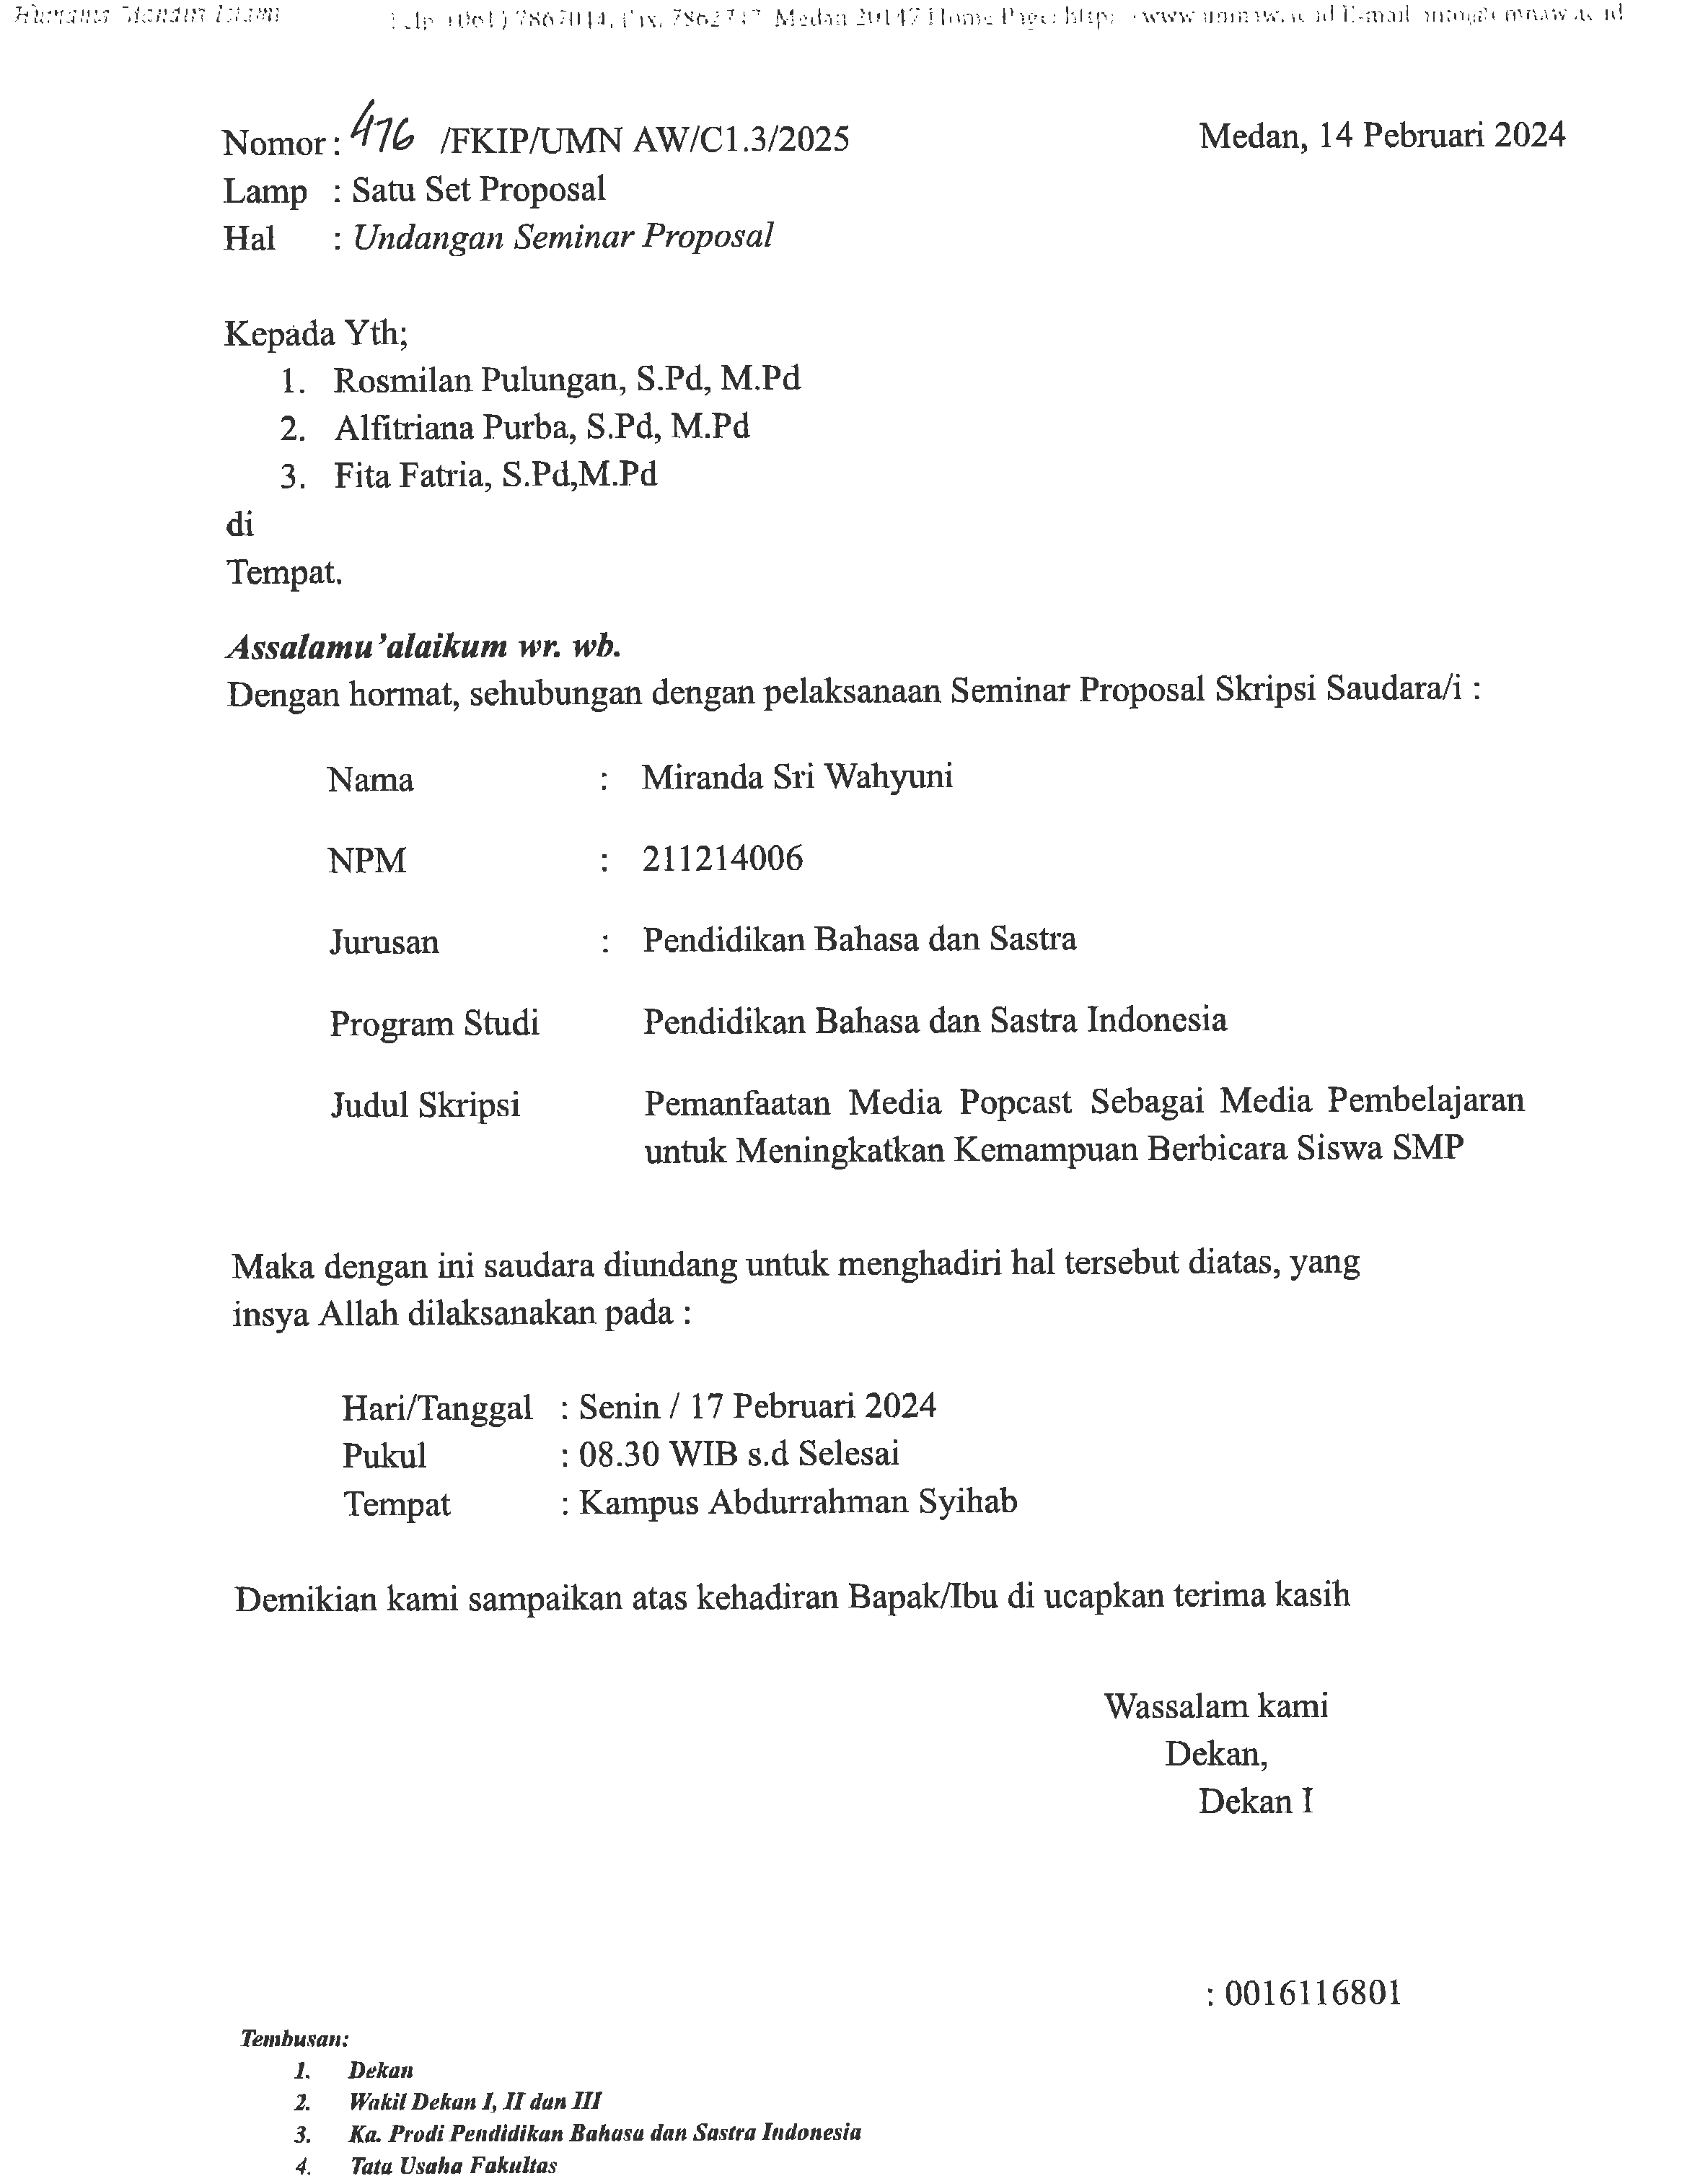 Medan 20147 Home Page: http:
Nomor : 476 /FKIP/UMN AW/C1.3/2025 Medan, 14 Pebruari 2024
Lamp : Satu Set Proposal
Hal : Undangan Seminar Proposal
Kepada Yth;
1. Rosmilan Pulungan, S.Pd, M.Pd
2. Alfitriana Purba, S.Pd, M.Pd
3. Fita Fatria, S.Pd,M.Pd
di
Tempat.
Assalamu'alaikum wr. wb.
Dengan hormat, sehubungan dengan pelaksanaan Seminar Proposal Skripsi Saudara/i :
Nama : Miranda Sri Wahyuni
NPM : 211214006
Jurusan : Pendidikan Bahasa dan Sastra
Program Studi Pendidikan Bahasa dan Sastra Indonesia
Judul Skripsi Pemanfaatan Media Popcast Sebagai Media Pembelajaran
untuk Meningkatkan Kemampuan Berbicara Siswa SMP
Maka dengan ini saudara diundang untuk menghadiri hal tersebut diatas, yang
insya Allah dilaksanakan pada :
Hari/Tanggal : Senin / 17 Pebruari 2024
Pukul : 08.30 WIB s.d Selesai
Tempat : Kampus Abdurrahman Syihab
Demikian kami sampaikan atas kehadiran Bapak/Ibu di ucapkan terima kasih
Wassalam kami
Dekan,
Dekan I
: 0016116801
Tembusan:
1. Dekan
2. Wakil Dekan I, II dan III
3. Ka. Prodi Pendidikan Bahasa dan Sastra Indonesia
4. Tata Usaha Fakultas